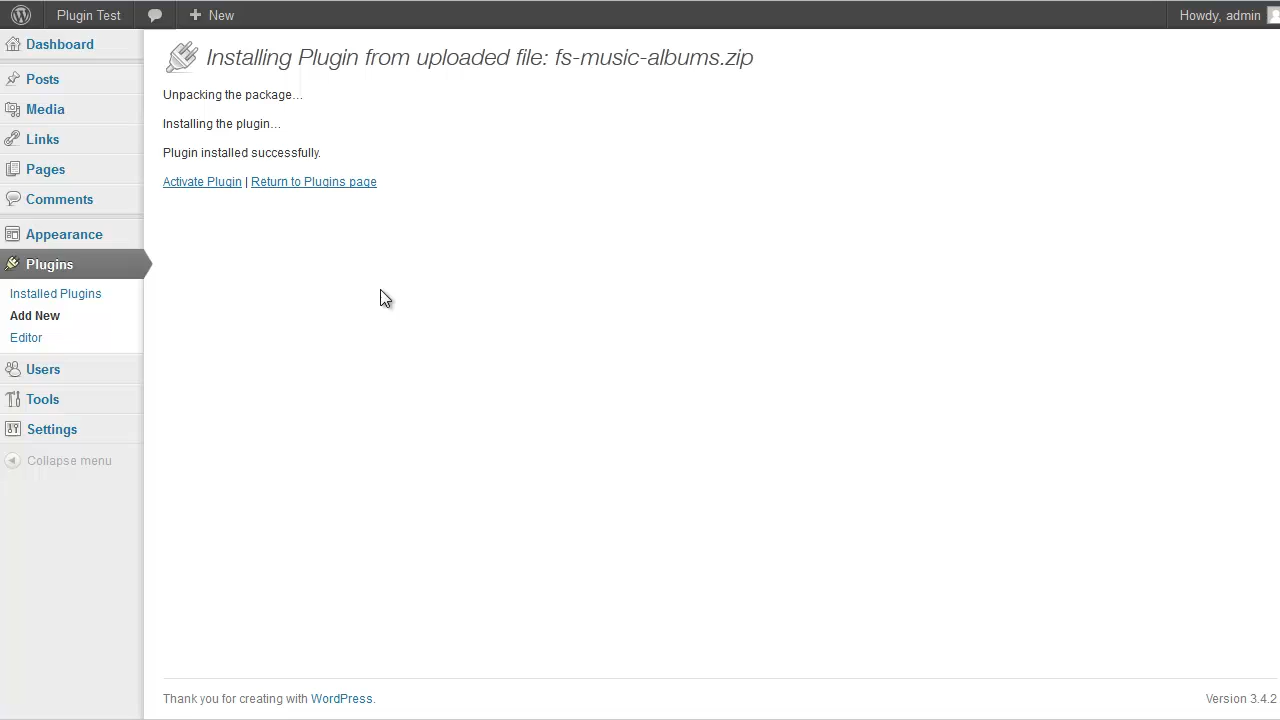 Plugin Test
New
Howdy, admin
Dashboard
Posts
Media
Links
Pages
Comments
Appearance
Plugins
Installed Plugins
Add New
Editor
Users
Tools
Settings
Collapse menu
Installing Plugin from uploaded file: fs-music-albums.zip
Unpacking the package…
Installing the plugin…
Plugin installed successfully.
Activate Plugin | Return to Plugins page
Thank you for creating with WordPress.
Version 3.4.2